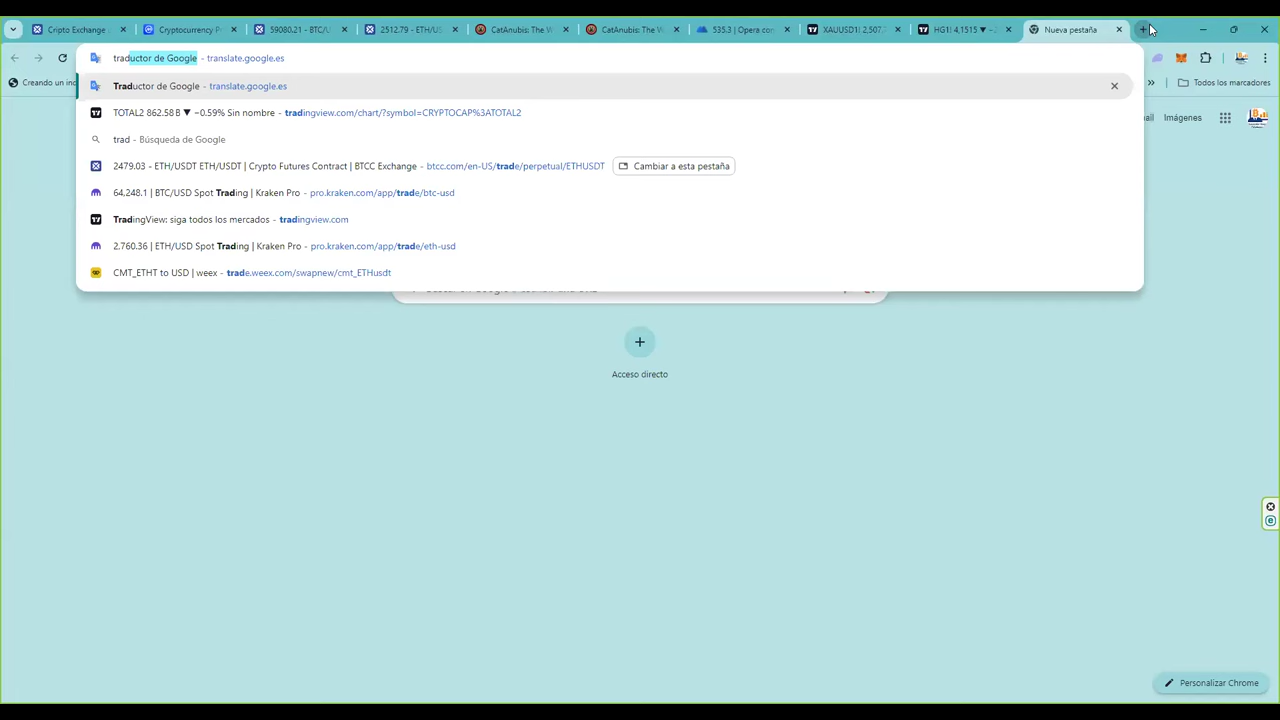 Cripto Exchange
Cryptocurrency P
59080.21 - BTC/U
2512.79 - ETH/US
CatAnubis: The W
CatAnubis: The W
535.3 | Opera con
XAUUSD1! 2,507,
HG1! 4,1515 ▼ −2
Nueva pestaña
traductor de Google - translate.google.es
Creando un ind
Todos los marcadores
Traductor de Google - translate.google.es
TOTAL2 862.58 B ▼ −0.59% Sin nombre - tradingview.com/chart/?symbol=CRYPTOCAP%3ATOTAL2
Imágenes
trad - Búsqueda de Google
2479.03 - ETH/USDT ETH/USDT | Crypto Futures Contract | BTCC Exchange - btcc.com/en-US/trade/perpetual/ETHUSDT
Cambiar a esta pestaña
64,248.1 | BTC/USD Spot Trading | Kraken Pro - pro.kraken.com/app/trade/btc-usd
TradingView: siga todos los mercados - tradingview.com
2,760.36 | ETH/USD Spot Trading | Kraken Pro - pro.kraken.com/app/trade/eth-usd
CMT_ETHT to USD | weex - trade.weex.com/swapnew/cmt_ETHusdt
Acceso directo
Personalizar Chrome